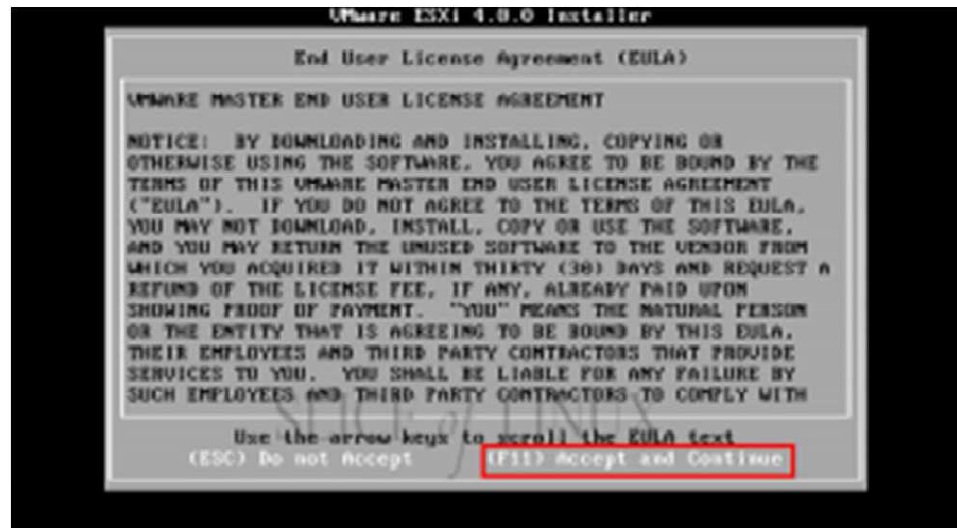 VMware ESXi 4.0.0 Installer
End User License Agreement (EULA)
VMWARE MASTER END USER LICENSE AGREEMENT
NOTICE: BY DOWNLOADING AND INSTALLING, COPYING OR
OTHERWISE USING THE SOFTWARE, YOU AGREE TO BE BOUND BY THE
TERMS OF THIS VMWARE MASTER END USER LICENSE AGREEMENT
("EULA"). IF YOU DO NOT AGREE TO THE TERMS OF THIS EULA,
YOU MAY NOT DOWNLOAD, INSTALL, COPY OR USE THE SOFTWARE,
AND YOU MAY RETURN THE UNUSED SOFTWARE TO THE VENDOR FROM
WHICH YOU ACQUIRED IT WITHIN THIRTY (30) DAYS AND REQUEST A
REFUND OF THE LICENSE FEE, IF ANY, ALREADY PAID UPON
SHOWING PROOF OF PAYMENT. "YOU" MEANS THE NATURAL PERSON
OR THE ENTITY THAT IS AGREEING TO BE BOUND BY THIS EULA,
THEIR EMPLOYEES AND THIRD PARTY CONTRACTORS THAT PROVIDE
SERVICES TO YOU. YOU SHALL BE LIABLE FOR ANY FAILURE BY
SUCH EMPLOYEES AND THIRD PARTY CONTRACTORS TO COMPLY WITH
SLICE of LINUX
Use the arrow keys to scroll the EULA text
(ESC) Do not Accept (F11) Accept and Continue